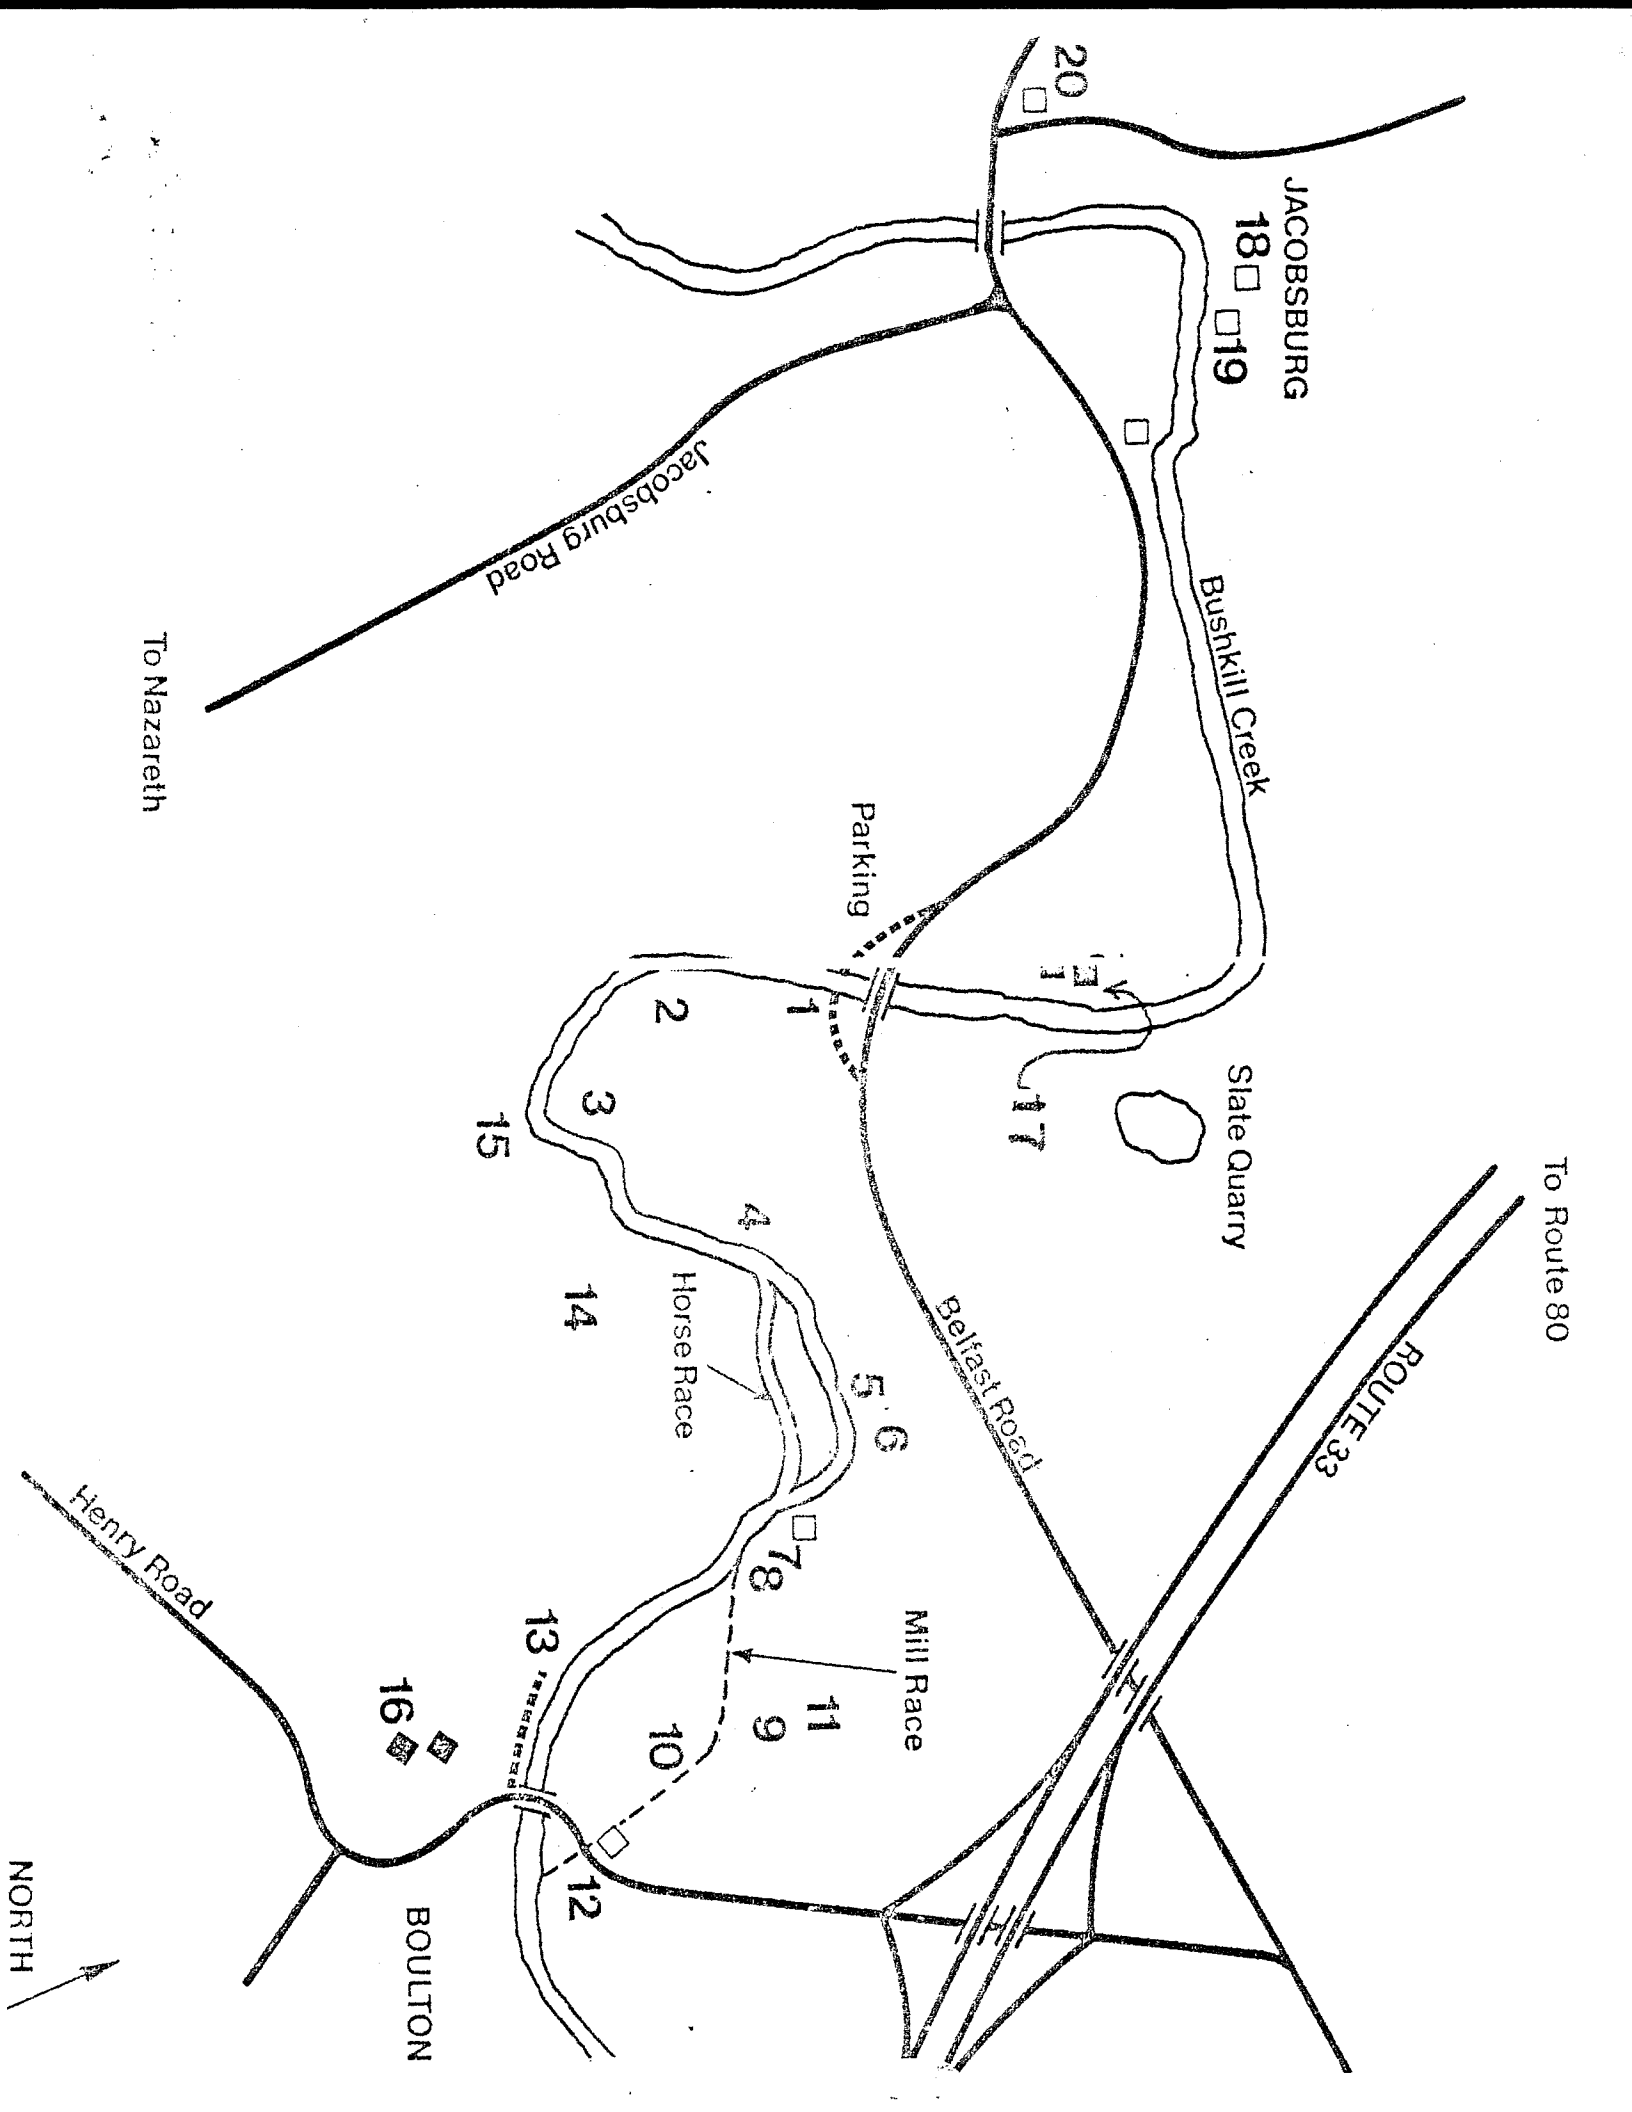 To Route 80
ROUTE 33
JACOBSBURG
18
19
20
Bushkill Creek
Slate Quarry
17
Belfast Road
Parking
1
2
3
15
4
5
6
Horse Race
14
7
8
Mill Race
11
9
10
12
13
16
Jacobsburg Road
To Nazareth
Henry Road
BOULTON
NORTH